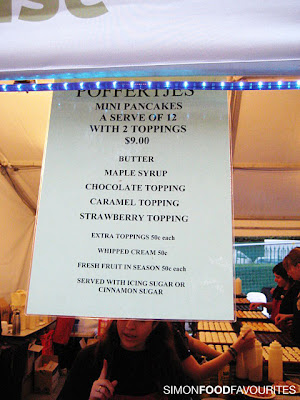 POFFERTJES
MINI PANCAKES
A SERVE OF 12
WITH 2 TOPPINGS
$9.00
BUTTER
MAPLE SYRUP
CHOCOLATE TOPPING
CARAMEL TOPPING
STRAWBERRY TOPPING
EXTRA TOPPINGS 50c each
WHIPPED CREAM 50c
FRESH FRUIT IN SEASON 50c each
SERVED WITH ICING SUGAR OR
CINNAMON SUGAR
SIMONFOODFAVOURITES